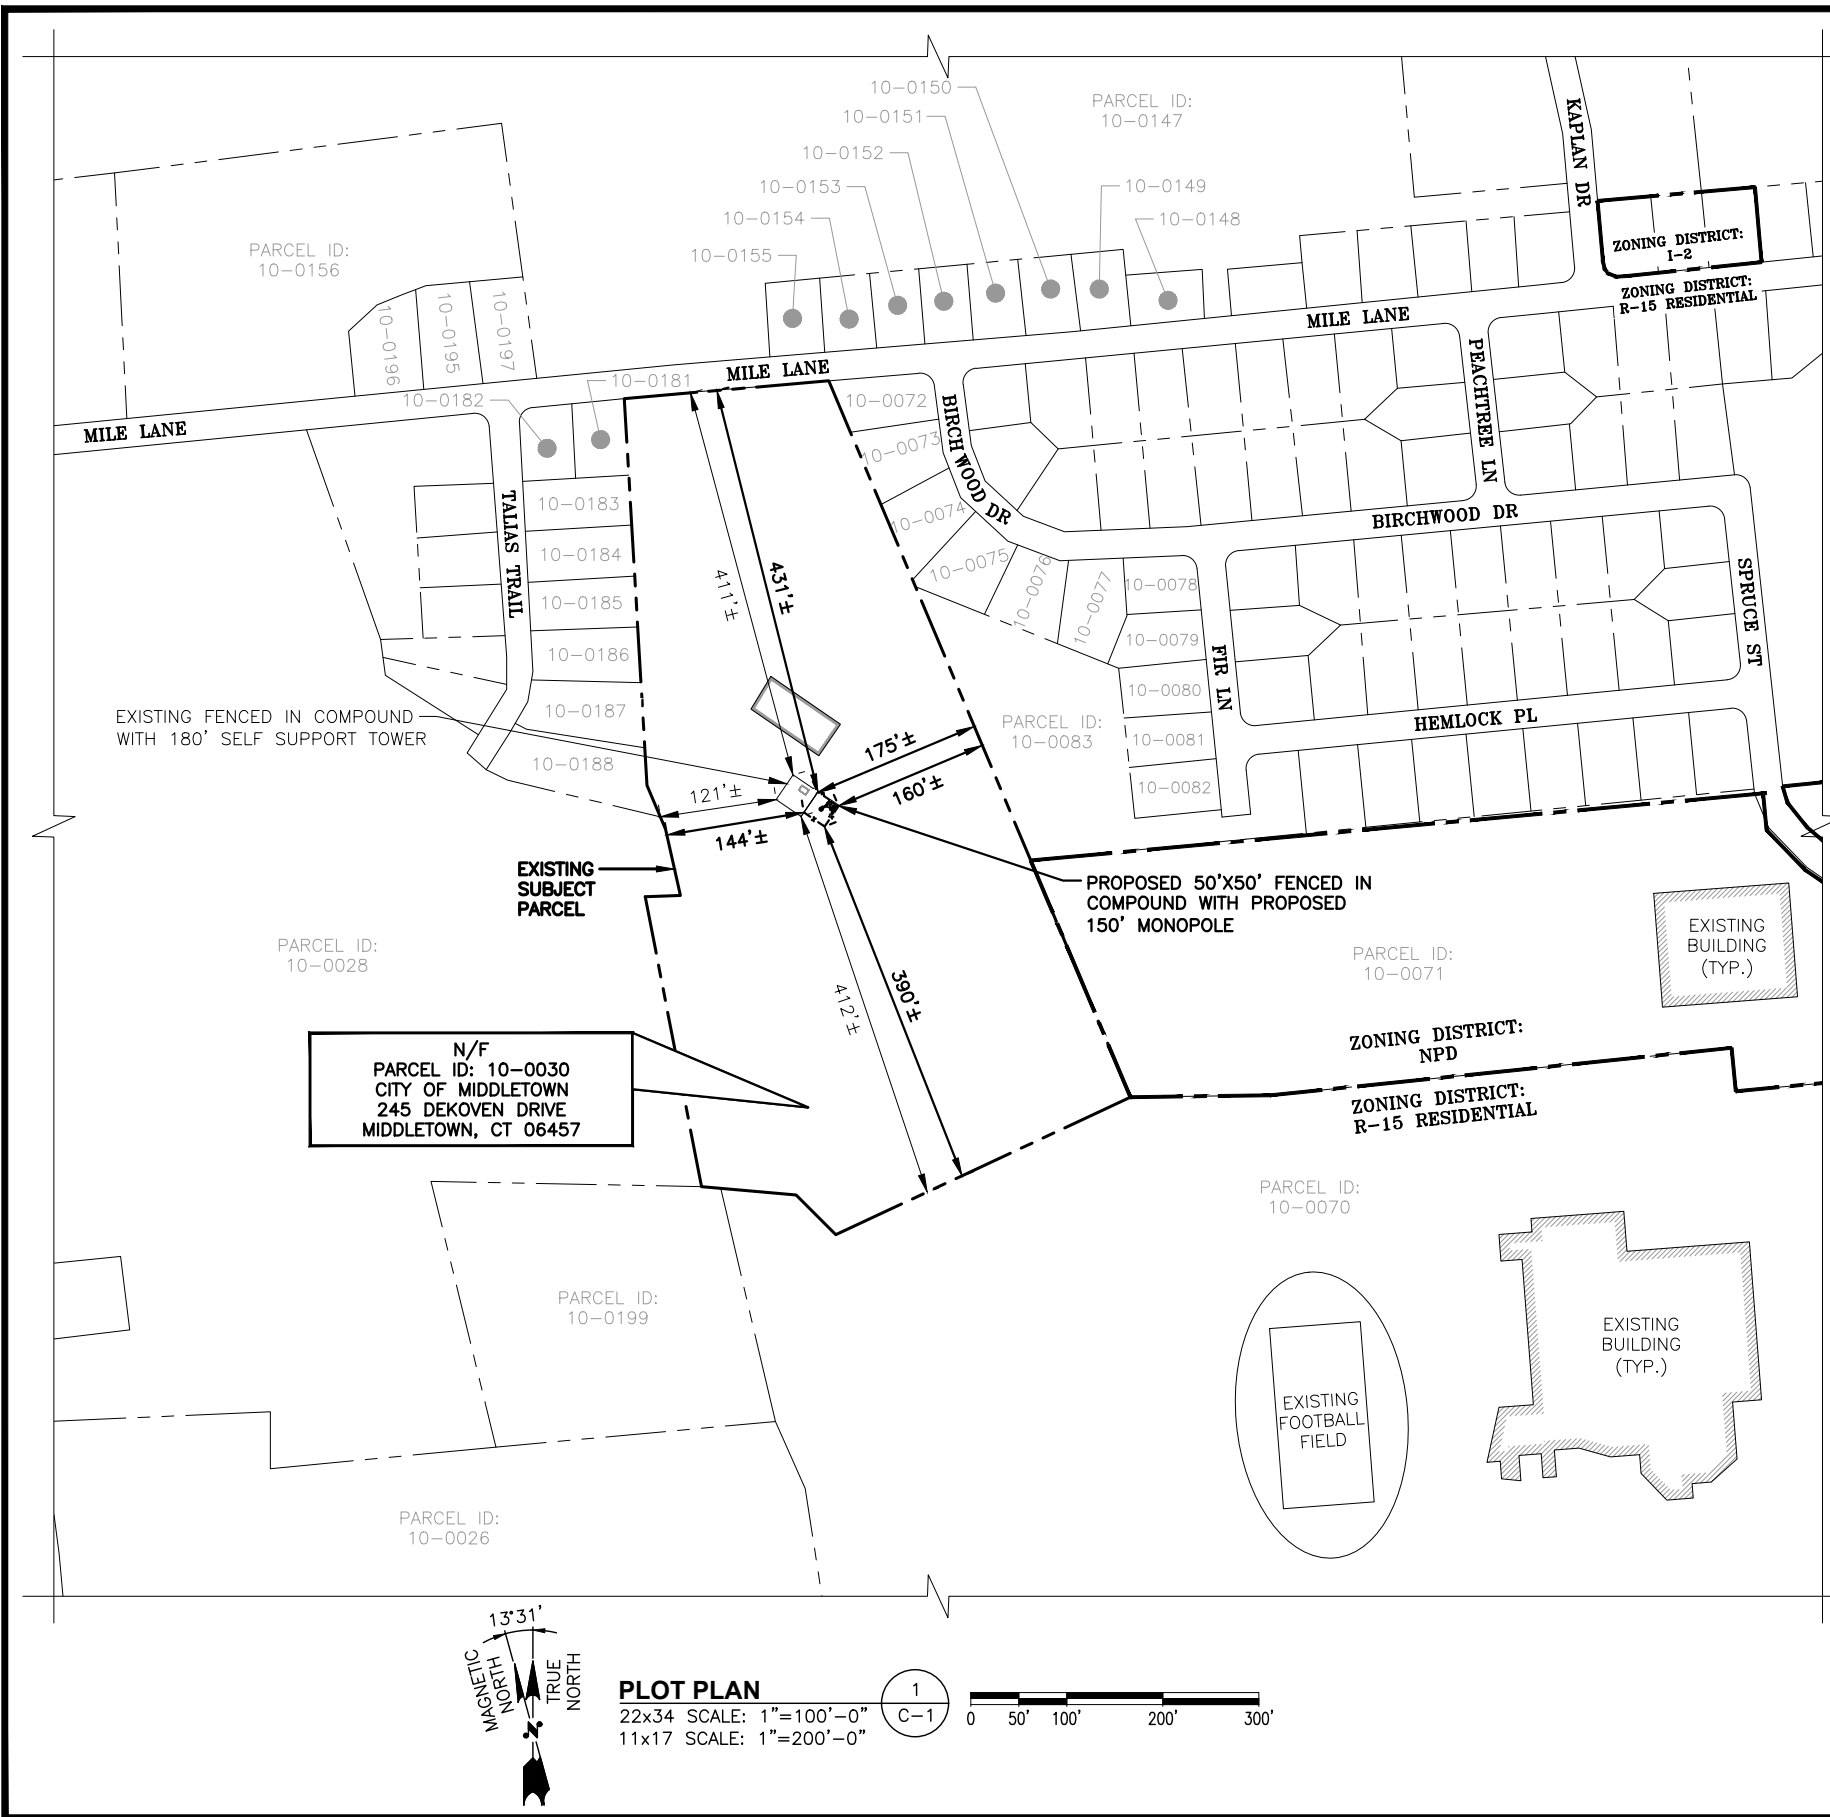 10-0150
10-0151
10-0152
10-0153
10-0154
10-0155
10-0149
10-0148
PARCEL ID:
10-0147
KAPLAN DR
ZONING DISTRICT:
I-2
ZONING DISTRICT:
R-15 RESIDENTIAL
PARCEL ID:
10-0156
10-0196
10-0195
10-0197
10-0181
10-0182
MILE LANE
MILE LANE
MILE LANE
10-0072
10-0073
10-0074
10-0075
10-0076
10-0077
10-0078
10-0079
10-0080
10-0081
10-0082
BIRCHWOOD DR
PEACHTREE LN
BIRCHWOOD DR
SPRUCE ST
FIR LN
HEMLOCK PL
TALIAS TRAIL
10-0183
10-0184
10-0185
10-0186
10-0187
10-0188
411'±
431'±
EXISTING FENCED IN COMPOUND
WITH 180' SELF SUPPORT TOWER
PARCEL ID:
10-0083
175'±
160'±
121'±
144'±
EXISTING
SUBJECT
PARCEL
PROPOSED 50'X50' FENCED IN
COMPOUND WITH PROPOSED
150' MONOPOLE
PARCEL ID:
10-0028
412'±
390'±
PARCEL ID:
10-0071
EXISTING
BUILDING
(TYP.)
ZONING DISTRICT:
NPD
ZONING DISTRICT:
R-15 RESIDENTIAL
N/F
PARCEL ID: 10-0030
CITY OF MIDDLETOWN
245 DEKOVEN DRIVE
MIDDLETOWN, CT 06457
PARCEL ID:
10-0070
PARCEL ID:
10-0199
EXISTING
BUILDING
(TYP.)
EXISTING
FOOTBALL
FIELD
PARCEL ID:
10-0026
13°31'
MAGNETIC
NORTH
TRUE
NORTH
N
PLOT PLAN
22x34 SCALE: 1"=100'-0"
11x17 SCALE: 1"=200'-0"
1
C-1
0 50' 100' 200' 300'